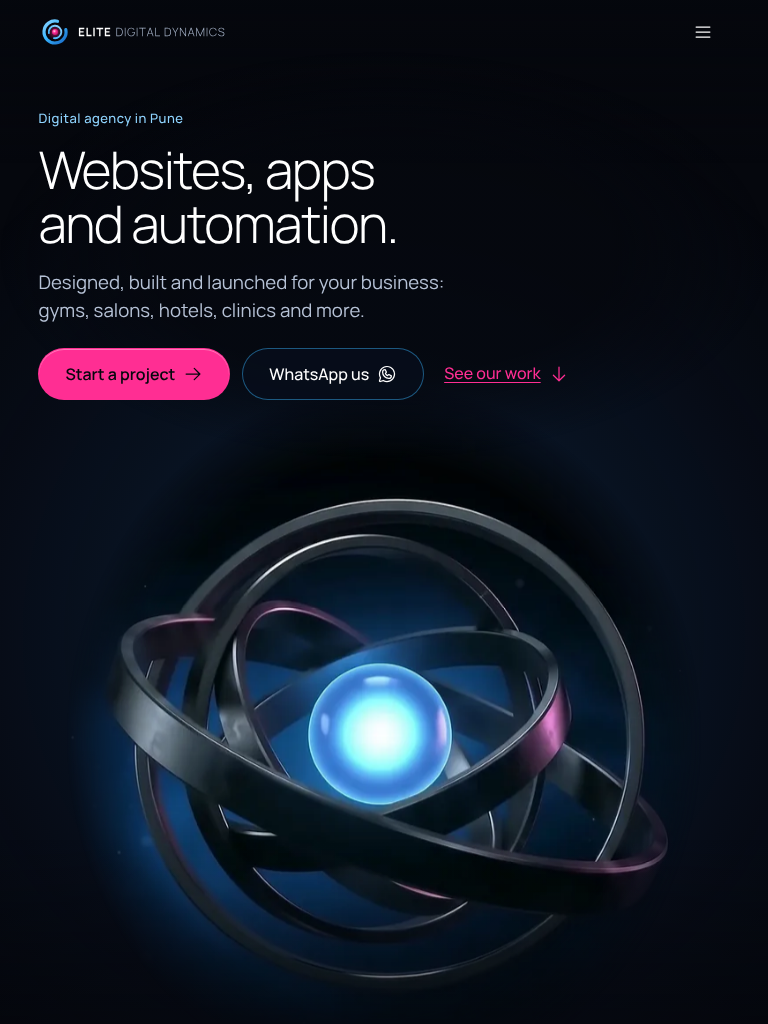 ELITE DIGITAL DYNAMICS
Digital agency in Pune
Websites, apps
and automation.
Designed, built and launched for your business:
gyms, salons, hotels, clinics and more.
Start a project
WhatsApp us
See our work